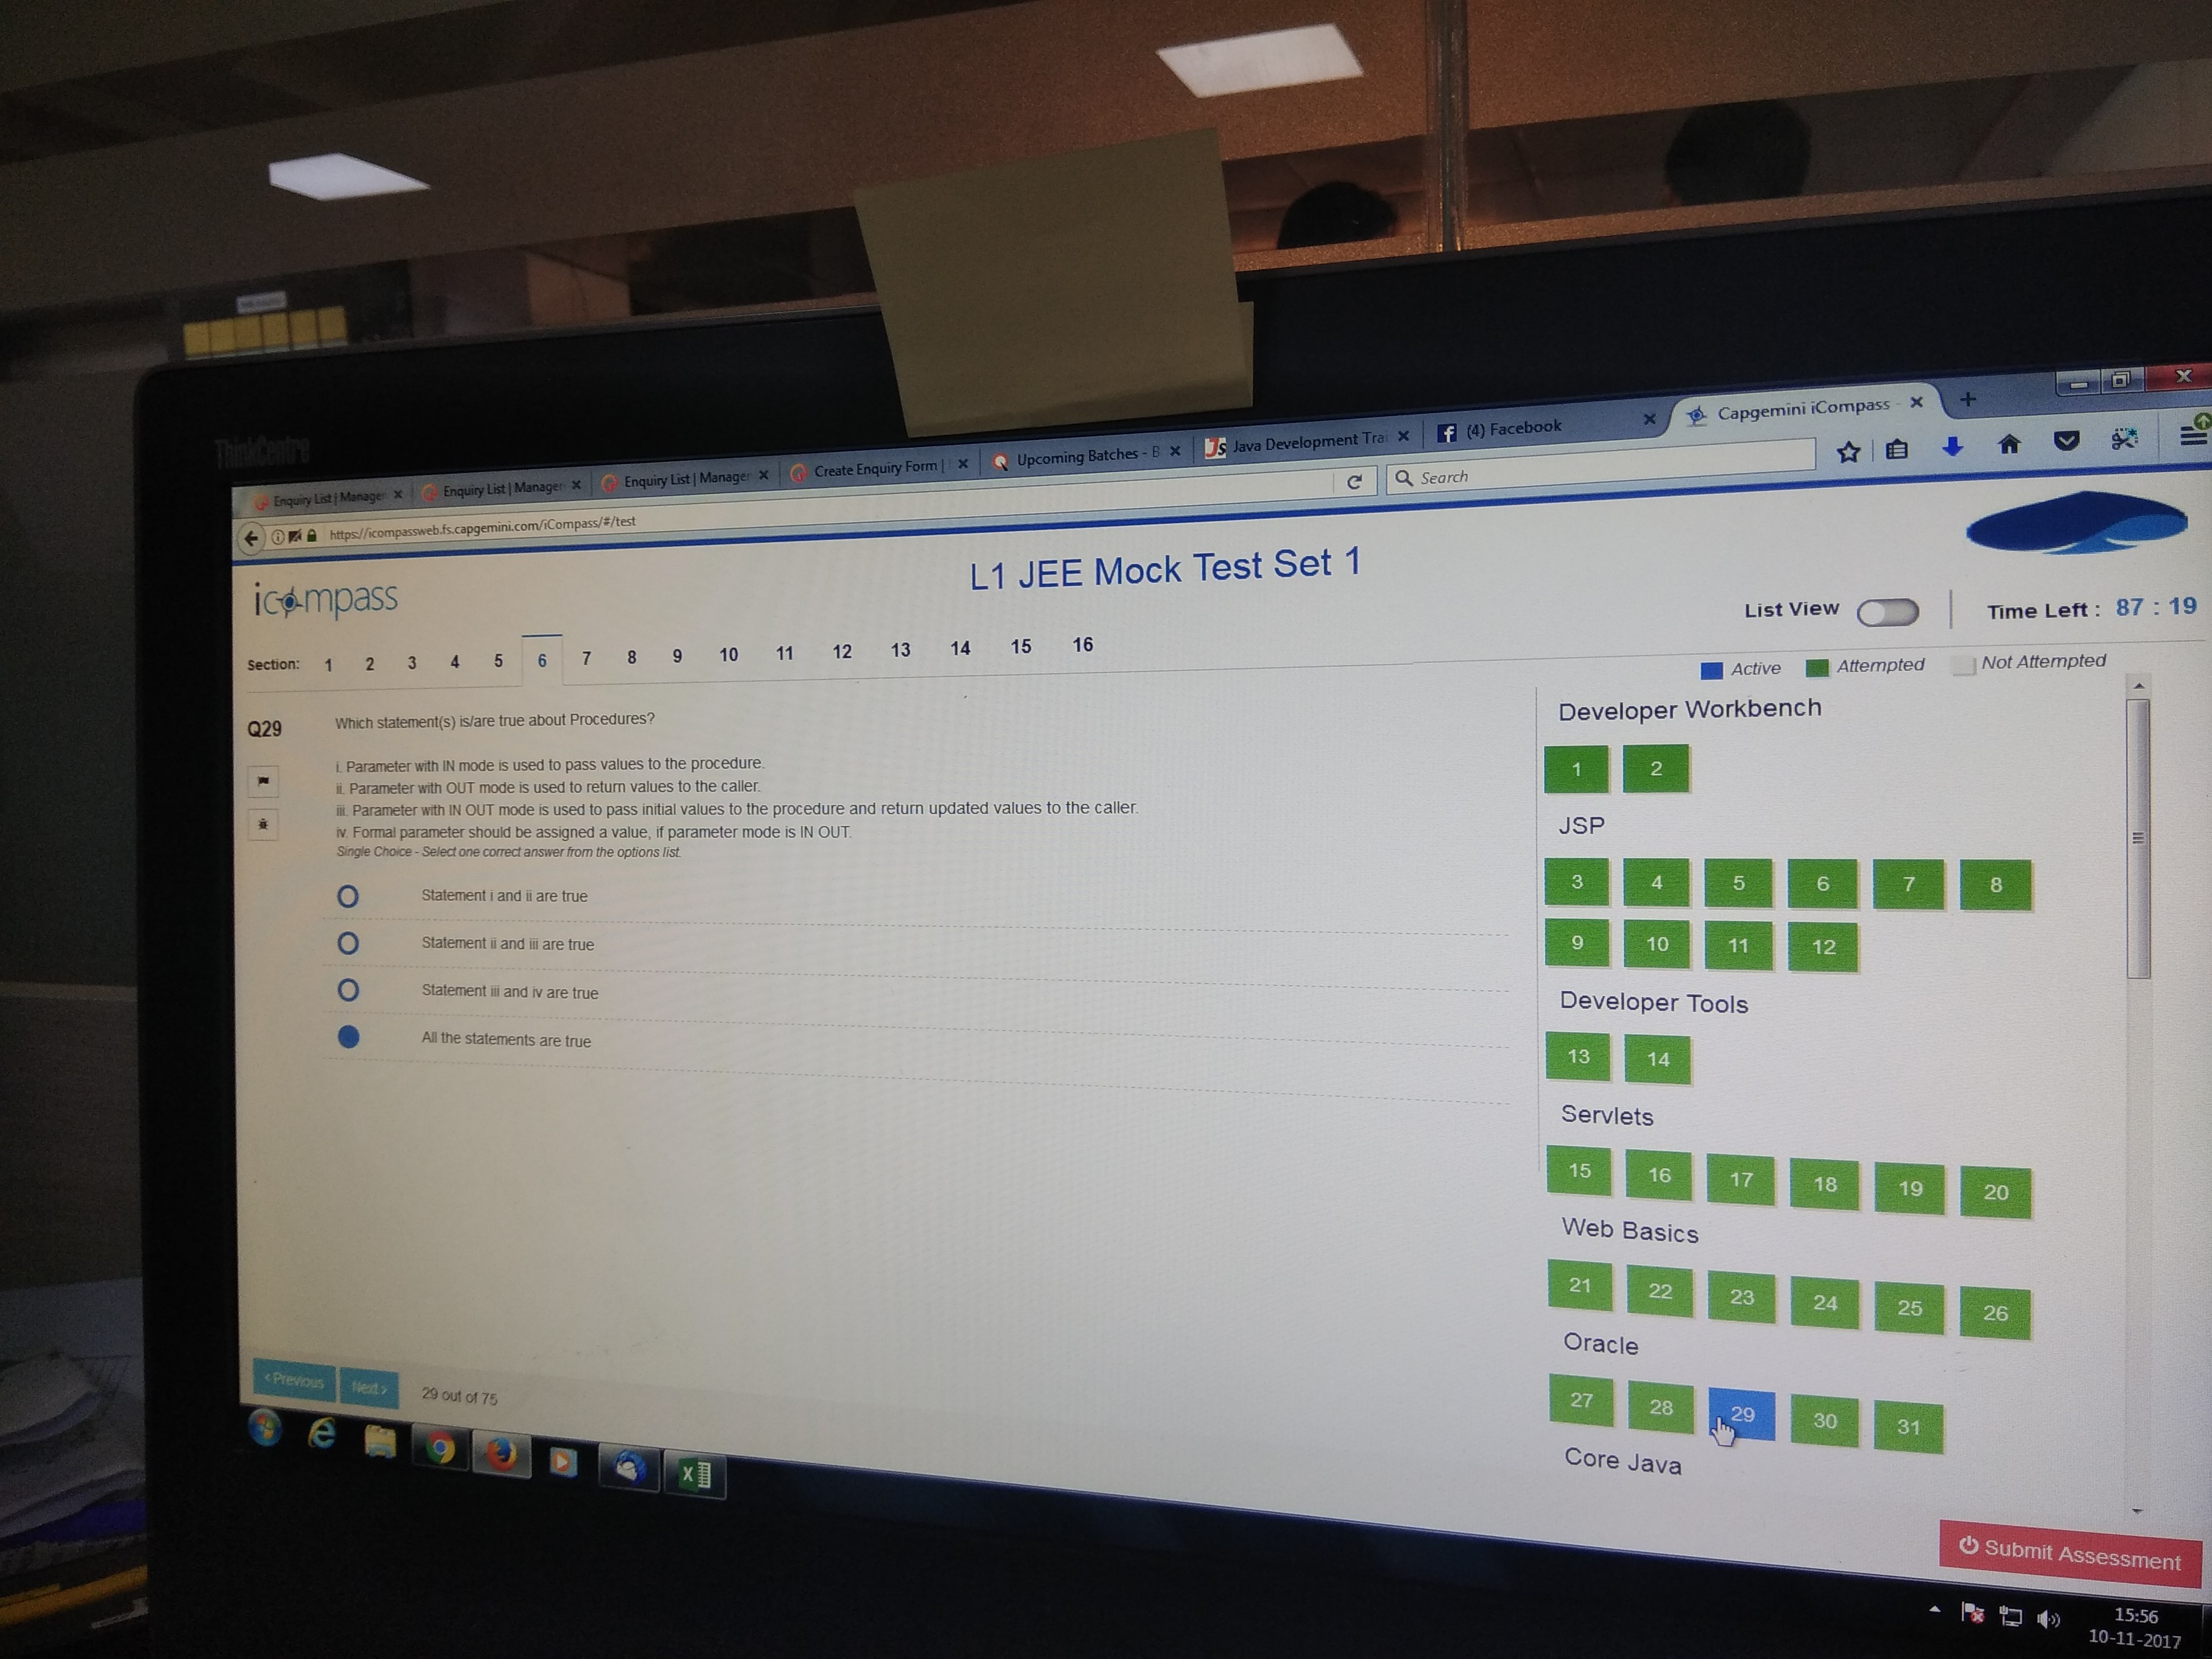 ThinkCentre
Enquiry List | Manager
Enquiry List | Manager
Enquiry List | Manager
Create Enquiry Form |
Upcoming Batches - B
Java Development Trai
(4) Facebook
Capgemini iCompass
https://icompassweb.fs.capgemini.com/iCompass/#/test
Search
icompass
L1 JEE Mock Test Set 1
List View
Time Left : 87 : 19
Section: 1 2 3 4 5 6 7 8 9 10 11 12 13 14 15 16
Active Attempted Not Attempted
Q29
Which statement(s) is/are true about Procedures?
i. Parameter with IN mode is used to pass values to the procedure.
ii. Parameter with OUT mode is used to return values to the caller.
iii. Parameter with IN OUT mode is used to pass initial values to the procedure and return updated values to the caller.
iv. Formal parameter should be assigned a value, if parameter mode is IN OUT.
Single Choice - Select one correct answer from the options list.
Statement i and ii are true
Statement ii and iii are true
Statement iii and iv are true
All the statements are true
< Previous
Next >
29 out of 75
Developer Workbench
1 2
JSP
3 4 5 6 7 8
9 10 11 12
Developer Tools
13 14
Servlets
15 16 17 18 19 20
Web Basics
21 22 23 24 25 26
Oracle
27 28 29 30 31
Core Java
Submit Assessment
15:56
10-11-2017